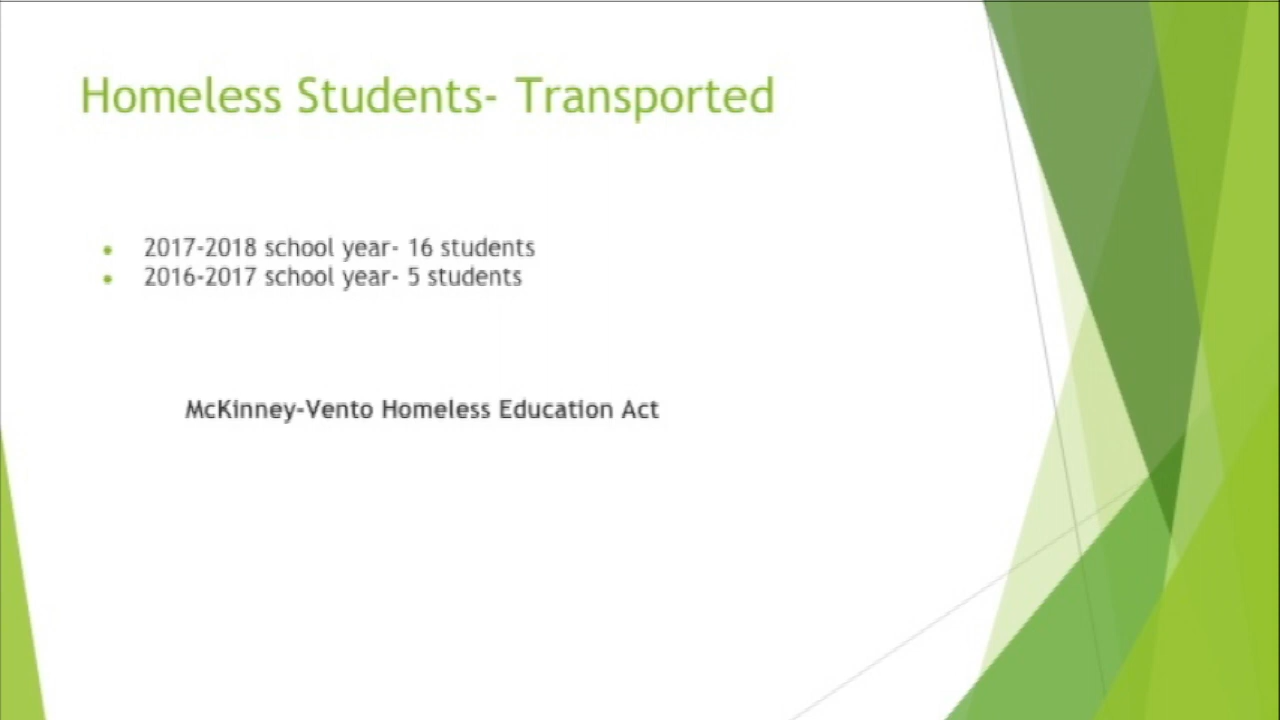 Homeless Students- Transported
2017-2018 school year- 16 students
2016-2017 school year- 5 students
McKinney-Vento Homeless Education Act